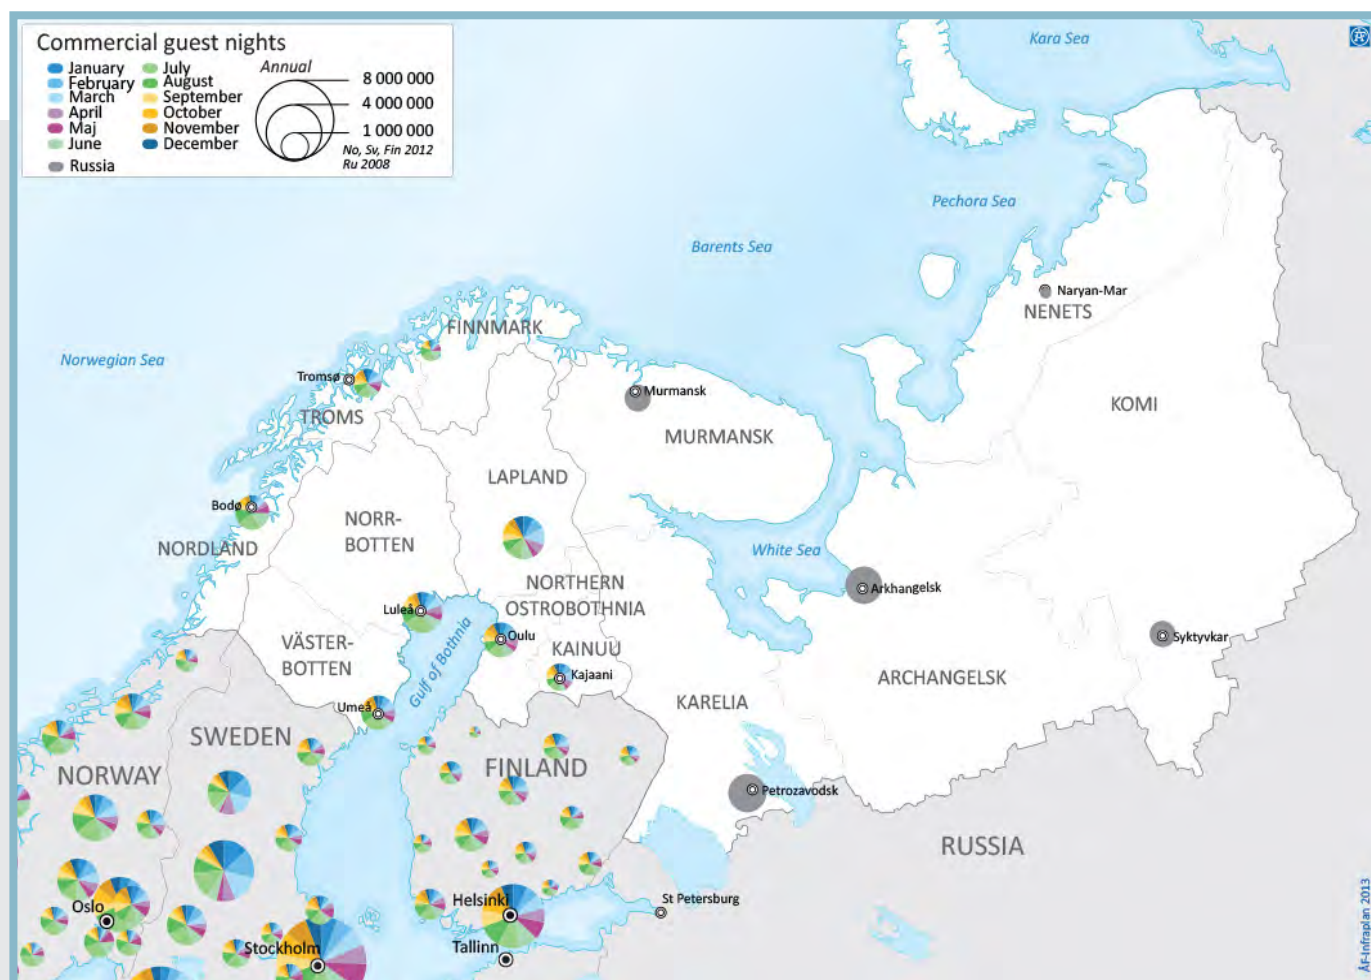 Commercial guest nights
January
February
March
April
Maj
June
Russia
July
August
September
October
November
December
Annual
8 000 000
4 000 000
1 000 000
No, Sv, Fin 2012
Ru 2008
Kara Sea
Pechora Sea
Barents Sea
Naryan-Mar
NENETS
FINNMARK
Norwegian Sea
Tromsø
Murmansk
KOMI
TROMS
MURMANSK
LAPLAND
Bodø
NORR-
BOTTEN
NORDLAND
White Sea
NORTHERN
OSTROBOTHNIA
Arkhangelsk
Luleå
Oulu
Syktyvkar
VÄSTER-
BOTTEN
Gulf of Bothnia
KAINUU
Kajaani
ARCHANGELSK
Umeå
KARELIA
SWEDEN
NORWAY
FINLAND
Petrozavodsk
RUSSIA
Oslo
Helsinki
St Petersburg
Stockholm
Tallinn
ÅF-Infraplan 2013